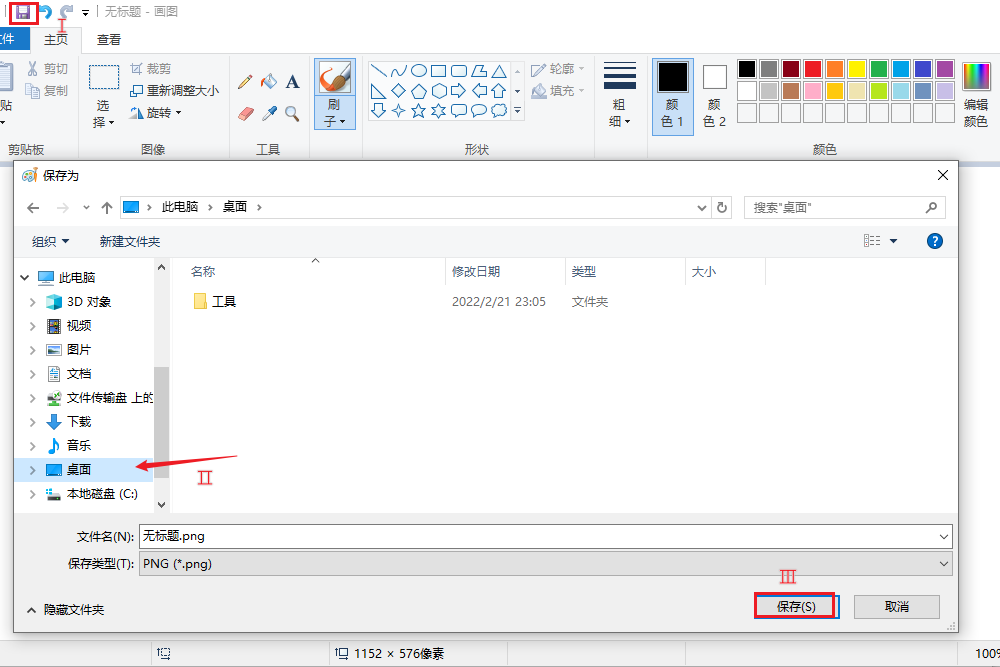 无标题 - 画图
I
件
主页
查看
剪切
复制
贴
剪贴板
选
择
裁剪
重新调整大小
旋转
图像
A
工具
刷
子
形状
轮廓
填充
粗
细
颜
色 1
颜
色 2
颜色
编辑
颜色
保存为
此电脑
桌面
搜索"桌面"
组织
新建文件夹
?
此电脑
3D 对象
视频
图片
文档
文件传输盘 上的
下载
音乐
桌面
本地磁盘 (C:)
名称
修改日期
类型
大小
工具
2022/2/21 23:05
文件夹
II
文件名(N):
无标题.png
保存类型(T):
PNG (*.png)
III
隐藏文件夹
保存(S)
取消
1152 × 576像素
100%